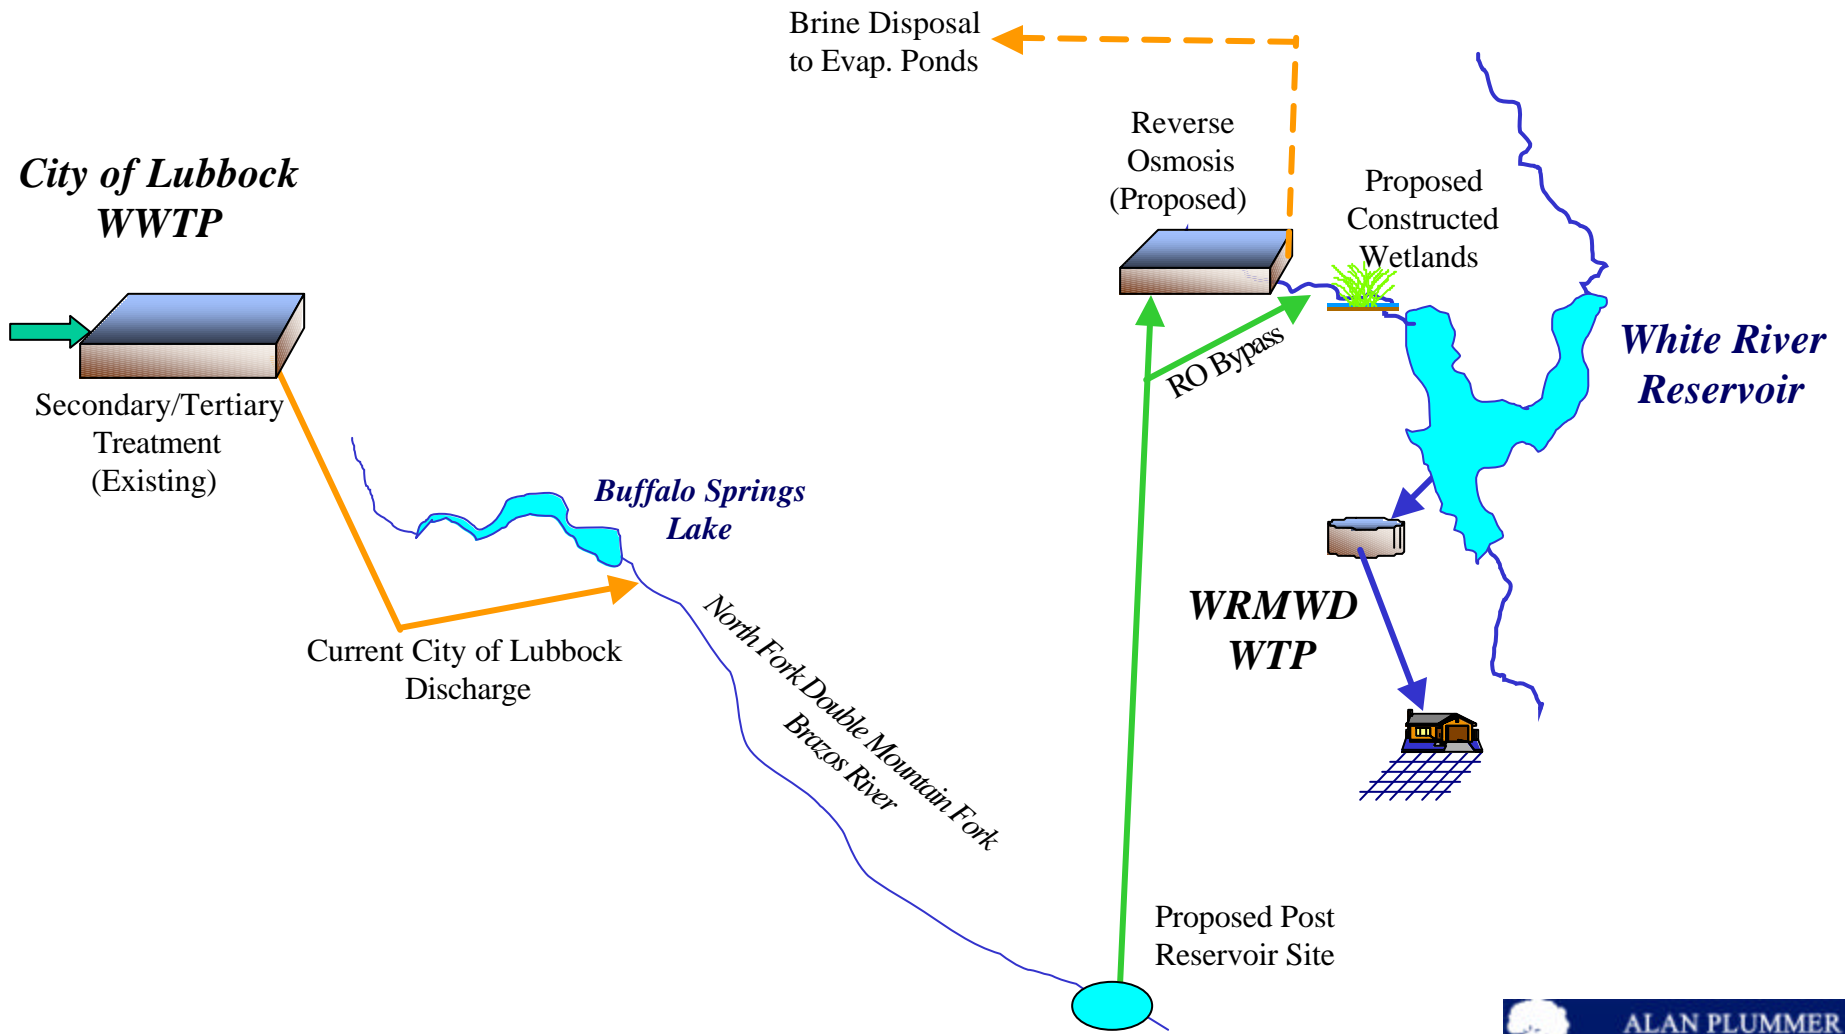 Brine Disposal
to Evap. Ponds
Reverse
Osmosis
(Proposed)
Proposed
Constructed
Wetlands
City of Lubbock
WWTP
Secondary/Tertiary
Treatment
(Existing)
RO Bypass
White River
Reservoir
Buffalo Springs
Lake
Current City of Lubbock
Discharge
North Fork Double Mountain Fork
Brazos River
WRMWD
WTP
Proposed Post
Reservoir Site
ALAN PLUMMER